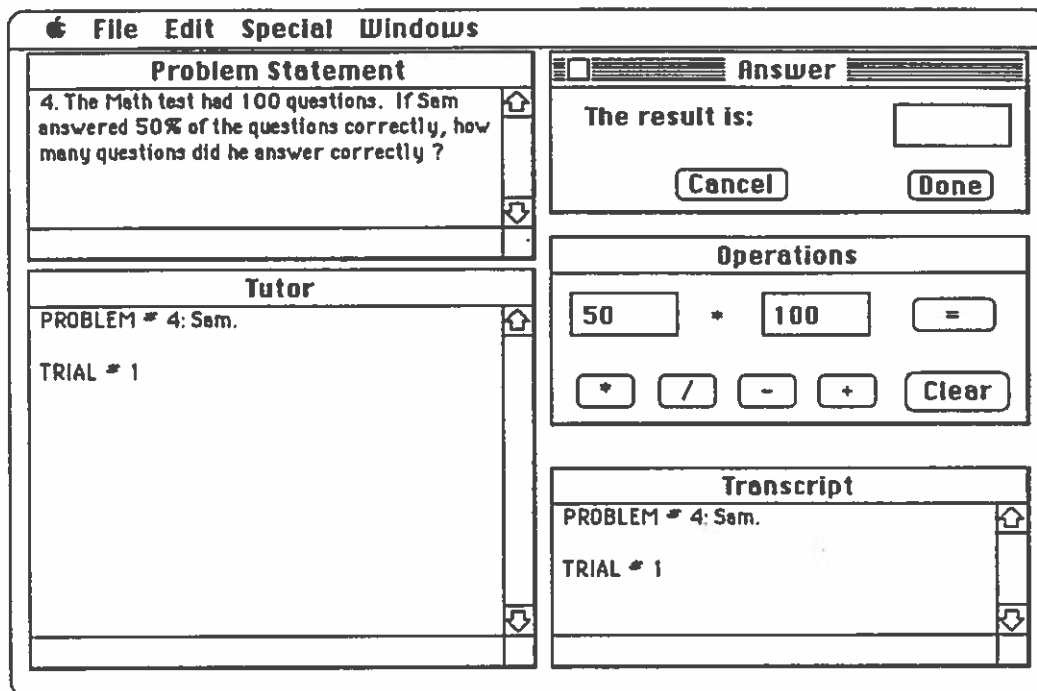 File Edit Special Windows
Problem Statement
4. The Math test had 100 questions. If Sam
answered 50% of the questions correctly, how
many questions did he answer correctly ?
Tutor
PROBLEM # 4: Sam.
TRIAL # 1
Answer
The result is:
Cancel Done
Operations
50 * 100 =
* / - + Clear
Transcript
PROBLEM # 4: Sam.
TRIAL # 1